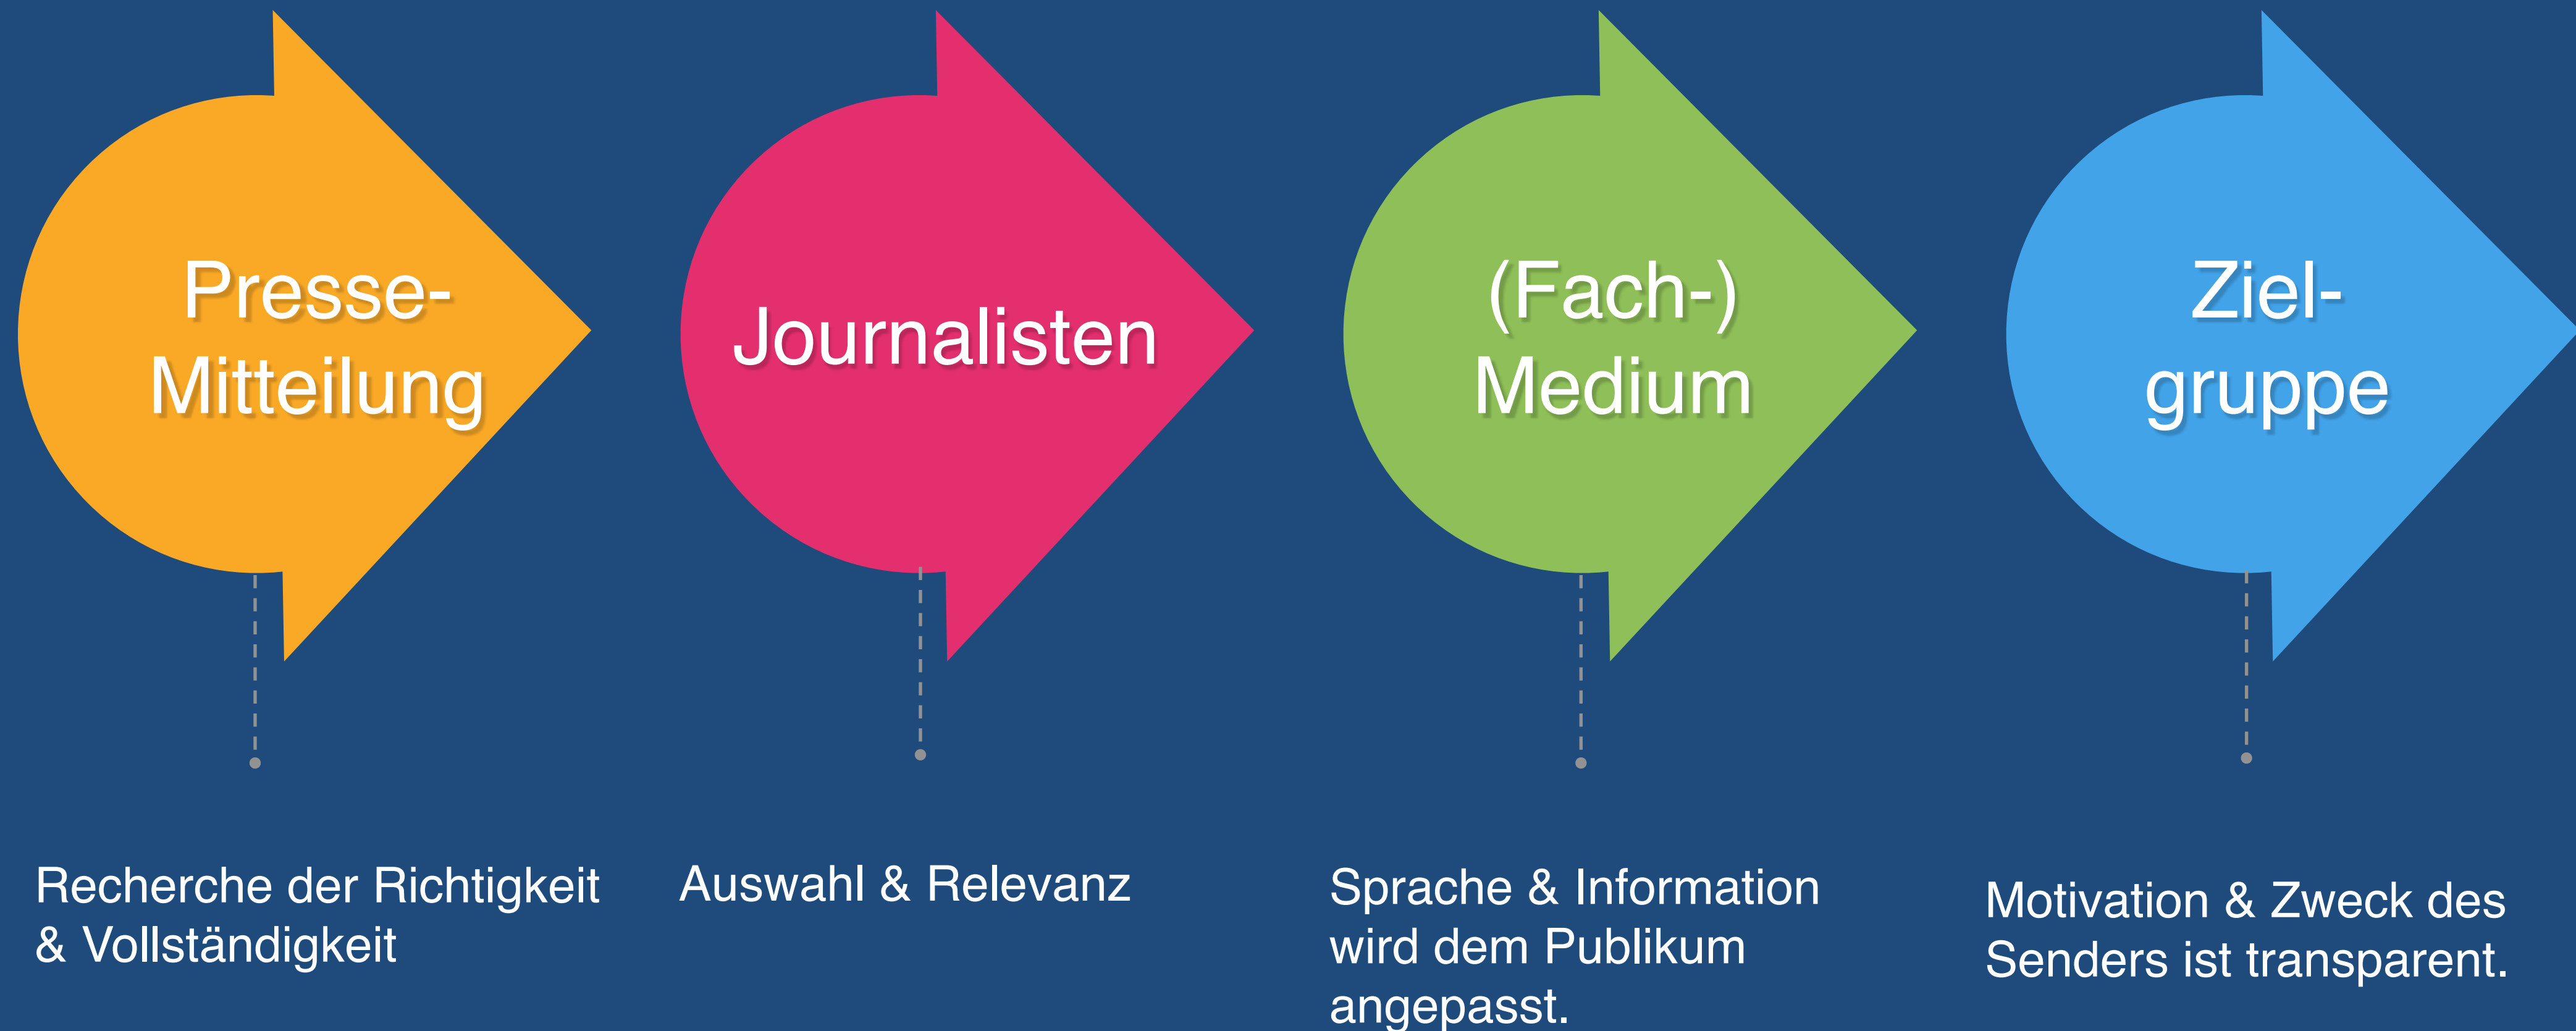 Presse-
Mitteilung
Journalisten
(Fach-)
Medium
Ziel-
gruppe
Recherche der Richtigkeit
& Vollständigkeit
Auswahl & Relevanz
Sprache & Information
wird dem Publikum
angepasst.
Motivation & Zweck des
Senders ist transparent.